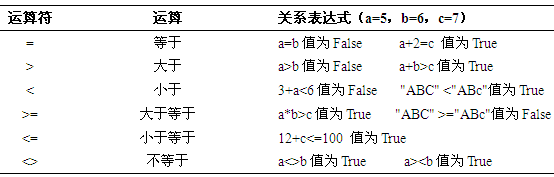 运算符 运算 关系表达式（a=5，b=6，c=7）
= 等于 a=b 值为 False a+2=c 值为 True
> 大于 a>b 值为 False a+b>c 值为 True
< 小于 3+a<6 值为 False "ABC" <"ABc"值为 True
>= 大于等于 a*b>c 值为 True "ABC" >="ABc"值为 False
<= 小于等于 12+c<=100 值为 True
<> 不等于 a<>b 值为 True a><b 值为 True